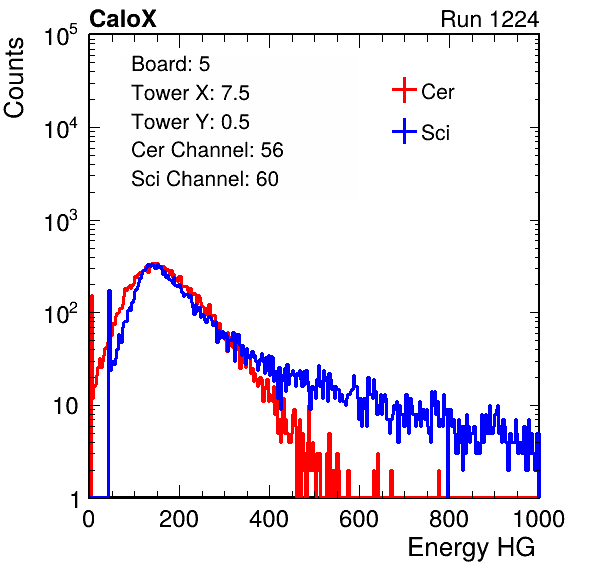 CaloX Run 1224
Counts
10^5
10^4
10^3
10^2
10
1
Board: 5
Tower X: 7.5
Tower Y: 0.5
Cer Channel: 56
Sci Channel: 60
Cer
Sci
0 200 400 600 800 1000
Energy HG